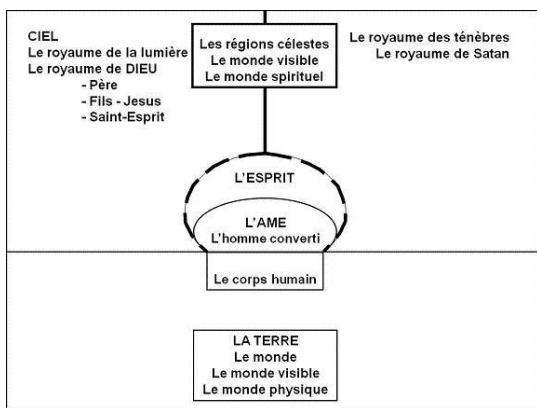 CIEL
Le royaume de la lumière
Le royaume de DIEU
- Père
- Fils - Jesus
- Saint-Esprit
Les régions célestes
Le monde visible
Le monde spirituel
Le royaume des ténèbres
Le royaume de Satan
L'ESPRIT
L'AME
L'homme converti
Le corps humain
LA TERRE
Le monde
Le monde visible
Le monde physique